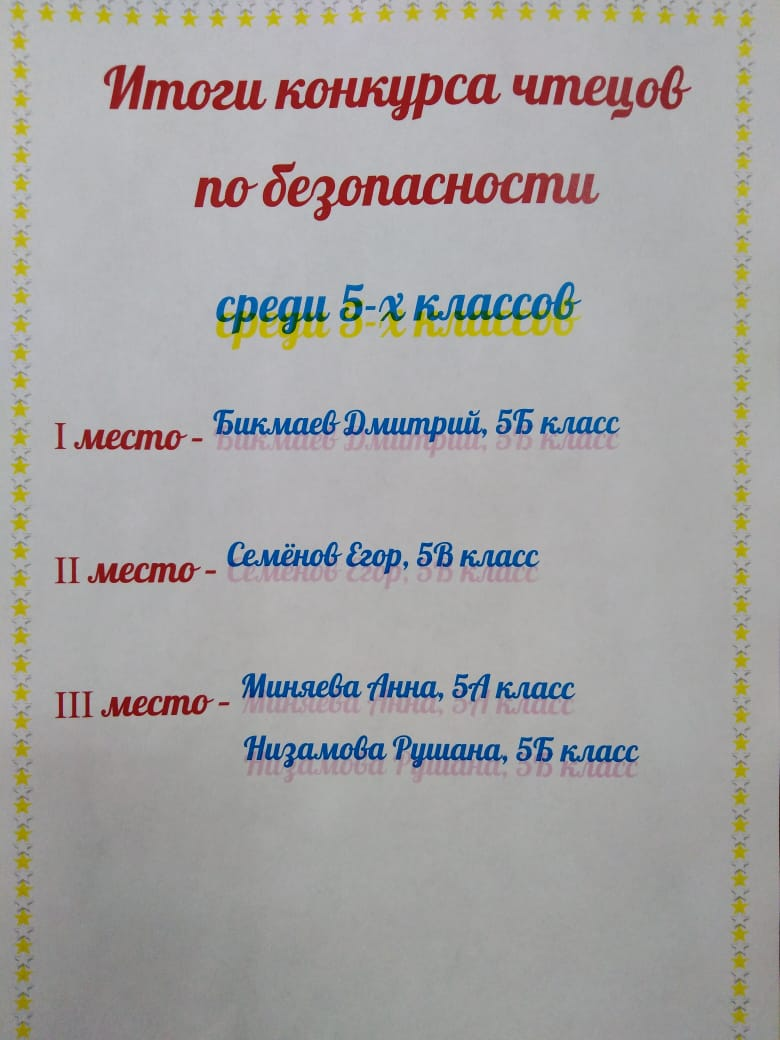 Итоги конкурса чтецов
по безопасности
среди 5-х классов
I место – Бикмаев Дмитрий, 5Б класс
II место – Семёнов Егор, 5В класс
III место – Миняева Анна, 5А класс
Низамова Рушана, 5Б класс